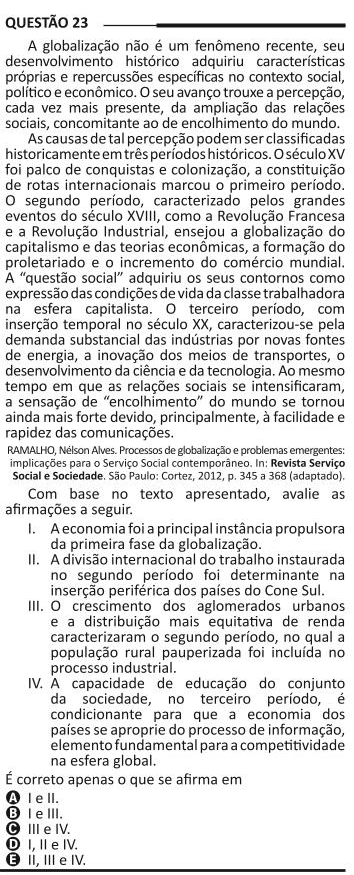 QUESTÃO 23
A globalização não é um fenômeno recente, seu
desenvolvimento histórico adquiriu características
próprias e repercussões específicas no contexto social,
político e econômico. O seu avanço trouxe a percepção,
cada vez mais presente, da ampliação das relações
sociais, concomitante ao de encolhimento do mundo.
As causas de tal percepção podem ser classificadas
historicamente em três períodos históricos. O século XV
foi palco de conquistas e colonização, a constituição
de rotas internacionais marcou o primeiro período.
O segundo período, caracterizado pelos grandes
eventos do século XVIII, como a Revolução Francesa
e a Revolução Industrial, ensejou a globalização do
capitalismo e das teorias econômicas, a formação do
proletariado e o incremento do comércio mundial.
A “questão social” adquiriu os seus contornos como
expressão das condições de vida da classe trabalhadora
na esfera capitalista. O terceiro período, com
inserção temporal no século XX, caracterizou-se pela
demanda substancial das indústrias por novas fontes
de energia, a inovação dos meios de transportes, o
desenvolvimento da ciência e da tecnologia. Ao mesmo
tempo em que as relações sociais se intensificaram,
a sensação de “encolhimento” do mundo se tornou
ainda mais forte devido, principalmente, à facilidade e
rapidez das comunicações.
RAMALHO, Nélson Alves. Processos de globalização e problemas emergentes:
implicações para o Serviço Social contemporâneo. In: Revista Serviço
Social e Sociedade. São Paulo: Cortez, 2012, p. 345 a 368 (adaptado).
Com base no texto apresentado, avalie as
afirmações a seguir.
I. A economia foi a principal instância propulsora
da primeira fase da globalização.
II. A divisão internacional do trabalho instaurada
no segundo período foi determinante na
inserção periférica dos países do Cone Sul.
III. O crescimento dos aglomerados urbanos
e a distribuição mais equitativa de renda
caracterizaram o segundo período, no qual a
população rural pauperizada foi incluída no
processo industrial.
IV. A capacidade de educação do conjunto
da sociedade, no terceiro período, é
condicionante para que a economia dos
países se aproprie do processo de informação,
elemento fundamental para a competitividade
na esfera global.
É correto apenas o que se afirma em
A I e II.
B I e III.
C III e IV.
D I, II e IV.
E II, III e IV.